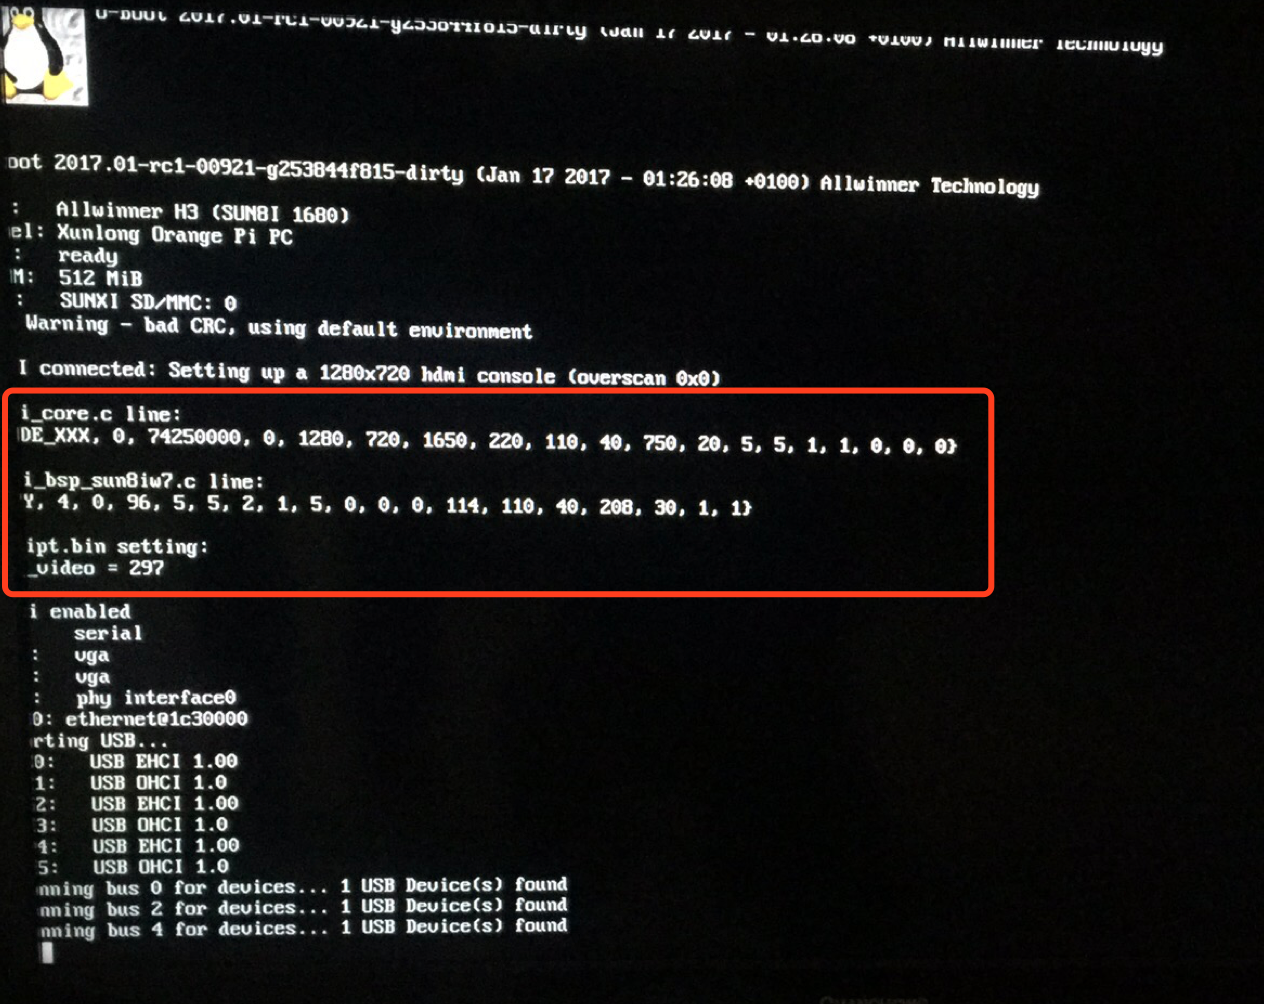 U-Boot 2017.01-rc1-00921-g253844f815-dirty (Jan 17 2017 - 01:26:08 +0100) Allwinner Technology
oot 2017.01-rc1-00921-g253844f815-dirty (Jan 17 2017 - 01:26:08 +0100) Allwinner Technology
: Allwinner H3 (SUN8I 1680)
el: Xunlong Orange Pi PC
: ready
M: 512 MiB
: SUNXI SD/MMC: 0
Warning - bad CRC, using default environment
I connected: Setting up a 1280x720 hdmi console (overscan 0x0)
i_core.c line:
DE_XXX, 0, 74250000, 0, 1280, 720, 1650, 220, 110, 40, 750, 20, 5, 5, 1, 1, 0, 0, 0}
i_bsp_sun8iw7.c line:
Y, 4, 0, 96, 5, 5, 2, 1, 5, 0, 0, 0, 114, 110, 40, 208, 30, 1, 1}
ipt.bin setting:
_video = 297
i enabled
serial
: vga
: vga
: phy interface0
0: ethernet@1c30000
rting USB...
0: USB EHCI 1.00
1: USB OHCI 1.0
2: USB EHCI 1.00
3: USB OHCI 1.0
4: USB EHCI 1.00
5: USB OHCI 1.0
nning bus 0 for devices... 1 USB Device(s) found
nning bus 2 for devices... 1 USB Device(s) found
nning bus 4 for devices... 1 USB Device(s) found